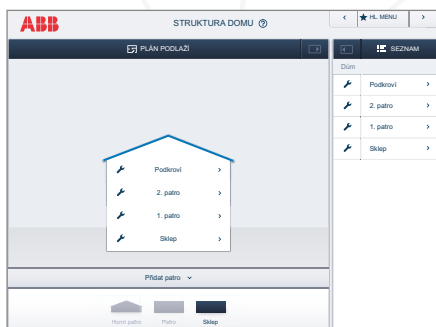 ABB
STRUKTURA DOMU ?
HL. MENU
PLÁN PODLAŽÍ
SEZNAM
Dům
Podkroví
2. patro
1. patro
Sklep
Podkroví
2. patro
1. patro
Sklep
Přidat patro
Horní patro
Patro
Sklep